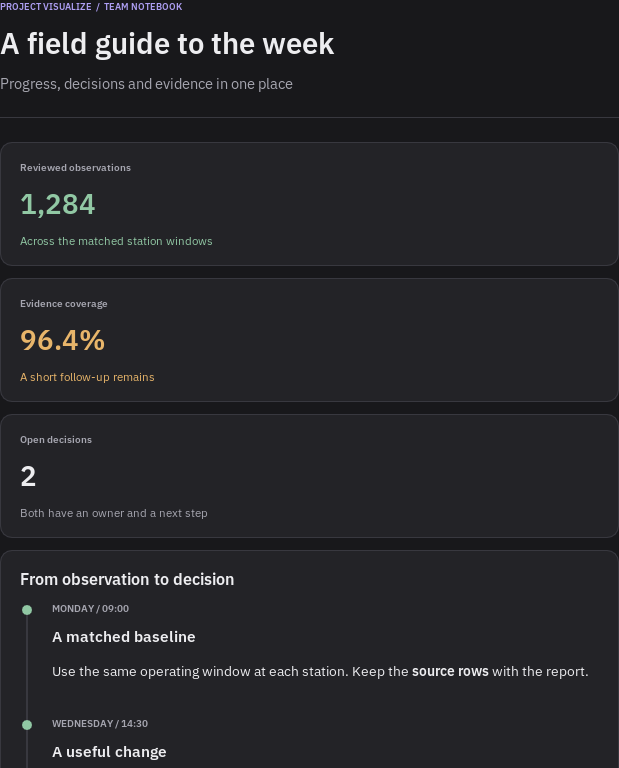 PROJECT VISUALIZE / TEAM NOTEBOOK
A field guide to the week
Progress, decisions and evidence in one place
Reviewed observations
1,284
Across the matched station windows
Evidence coverage
96.4%
A short follow-up remains
Open decisions
2
Both have an owner and a next step
From observation to decision
MONDAY / 09:00
A matched baseline
Use the same operating window at each station. Keep the source rows with the report.
WEDNESDAY / 14:30
A useful change